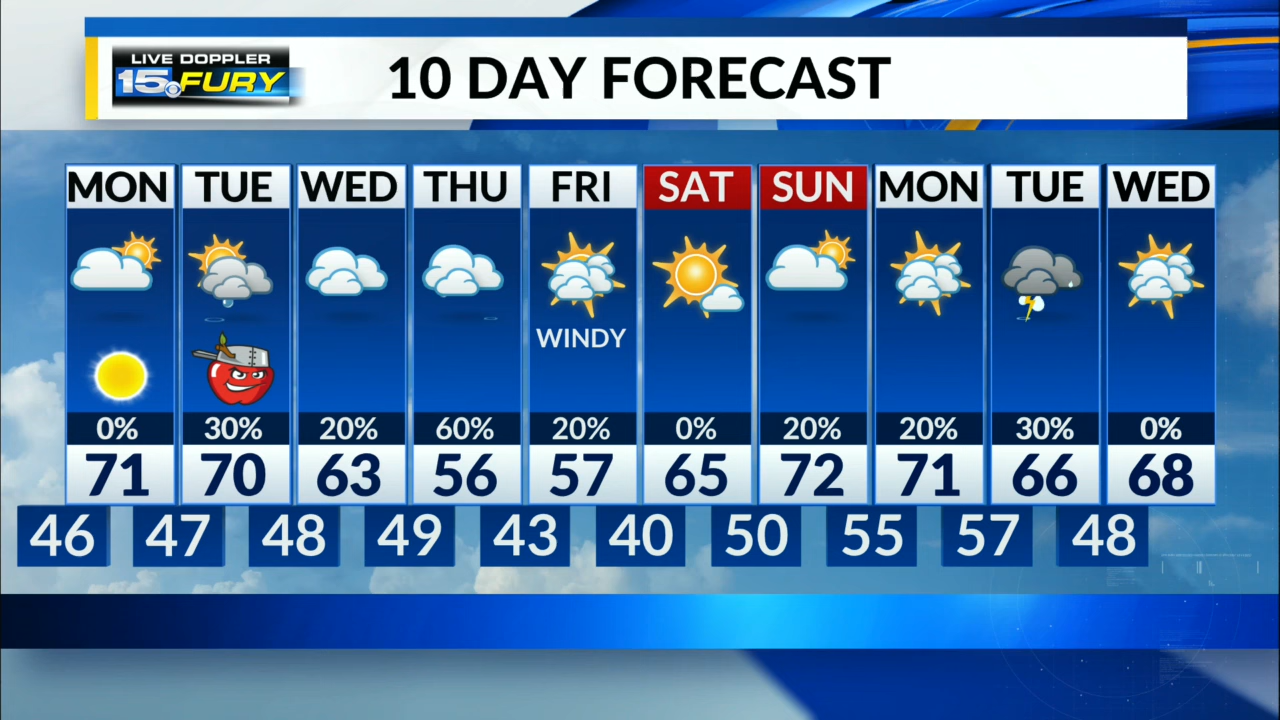 LIVE DOPPLER
15 FURY
10 DAY FORECAST
MON TUE WED THU FRI SAT SUN MON TUE WED
WINDY
0% 30% 20% 60% 20% 0% 20% 20% 30% 0%
71 70 63 56 57 65 72 71 66 68
46 47 48 49 43 40 50 55 57 48